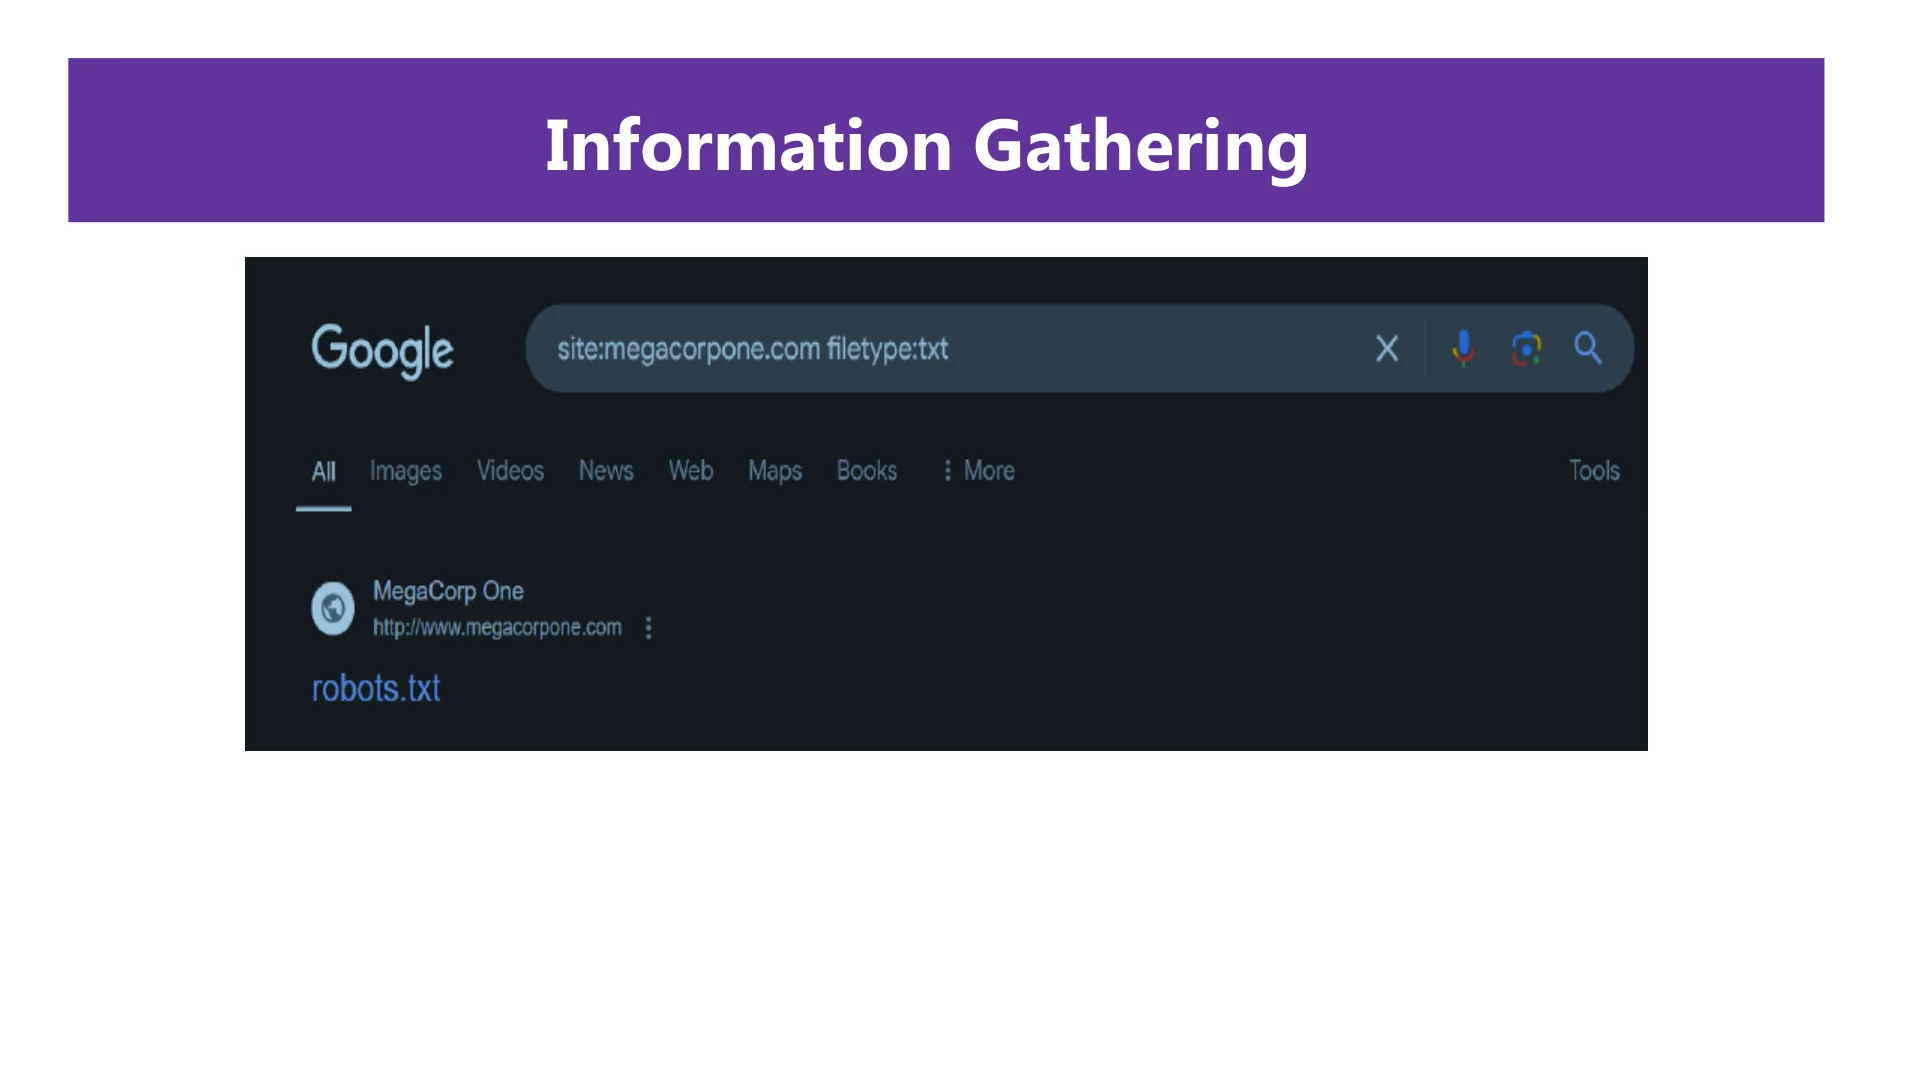 Information Gathering
Google
site:megacorpone.com filetype:txt
All Images Videos News Web Maps Books More Tools
MegaCorp One
http://www.megacorpone.com
robots.txt